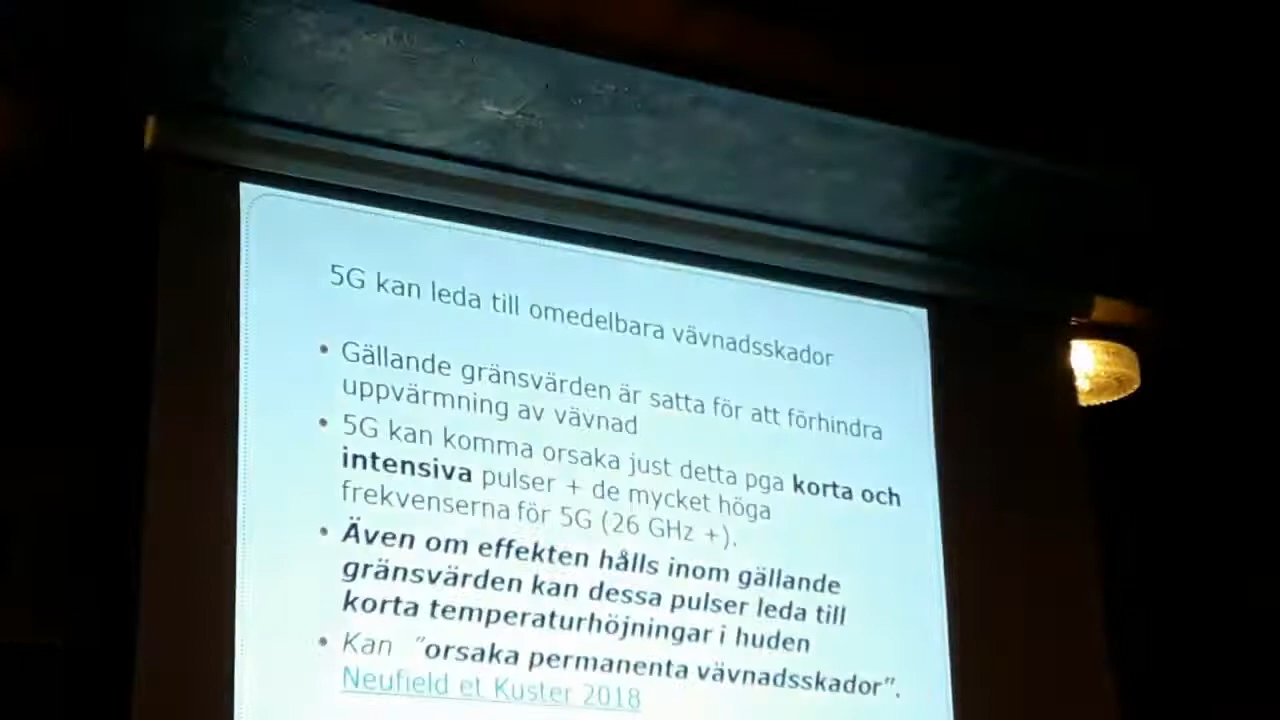 5G kan leda till omedelbara vävnadsskador
• Gällande gränsvärden är satta för att förhindra
uppvärmning av vävnad
• 5G kan komma orsaka just detta pga korta och
intensiva pulser + de mycket höga
frekvenserna för 5G (26 GHz +).
• Även om effekten hålls inom gällande
gränsvärden kan dessa pulser leda till
korta temperaturhöjningar i huden
• Kan "orsaka permanenta vävnadsskador".
Neufield et Kuster 2018